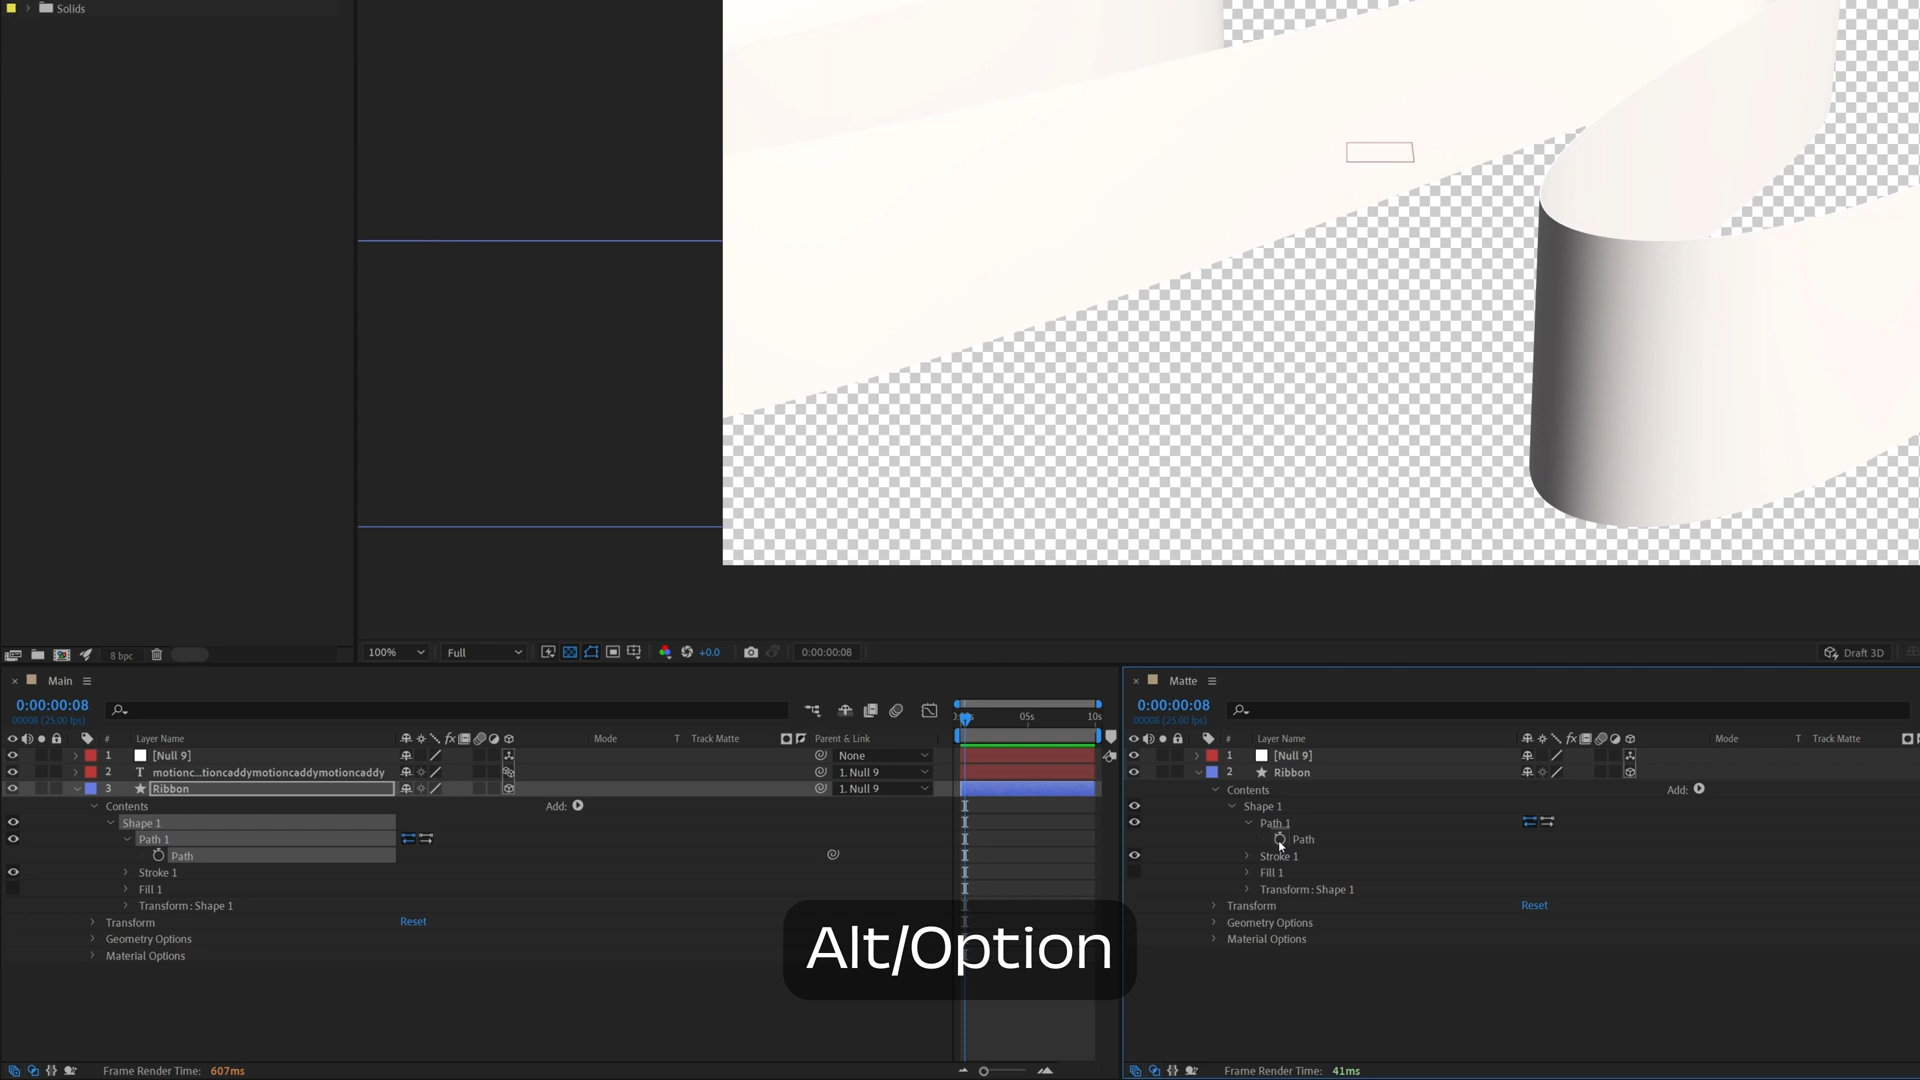 Solids
8 bpc
100%
Full
+0.0
0:00:00:08
Draft 3D
Main
0:00:00:08
00008 (25.00 fps)
05s
10s
#
Layer Name
Mode
T
Track Matte
Parent & Link
1
[Null 9]
None
2
T
motionc...tioncaddymotioncaddymotioncaddy
1. Null 9
3
Ribbon
1. Null 9
Contents
Add:
Shape 1
Path 1
Path
Stroke 1
Fill 1
Transform: Shape 1
Transform
Reset
Geometry Options
Material Options
Frame Render Time: 607ms
Matte
0:00:00:08
00008 (25.00 fps)
#
Layer Name
Mode
T
Track Matte
1
[Null 9]
2
Ribbon
Contents
Add:
Shape 1
Path 1
Path
Stroke 1
Fill 1
Transform: Shape 1
Transform
Reset
Geometry Options
Material Options
Frame Render Time: 41ms
Alt/Option